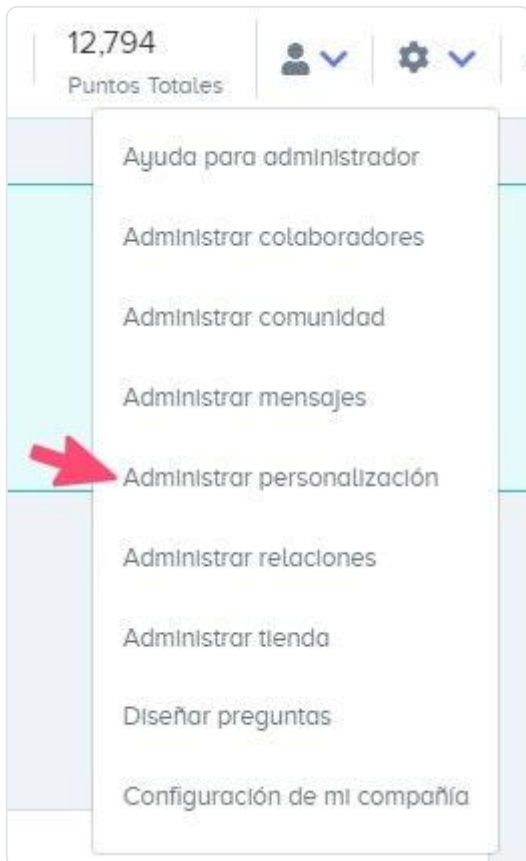 12,794
Puntos Totales
Ayuda para administrador
Administrar colaboradores
Administrar comunidad
Administrar mensajes
Administrar personalización
Administrar relaciones
Administrar tienda
Diseñar preguntas
Configuración de mi compañía